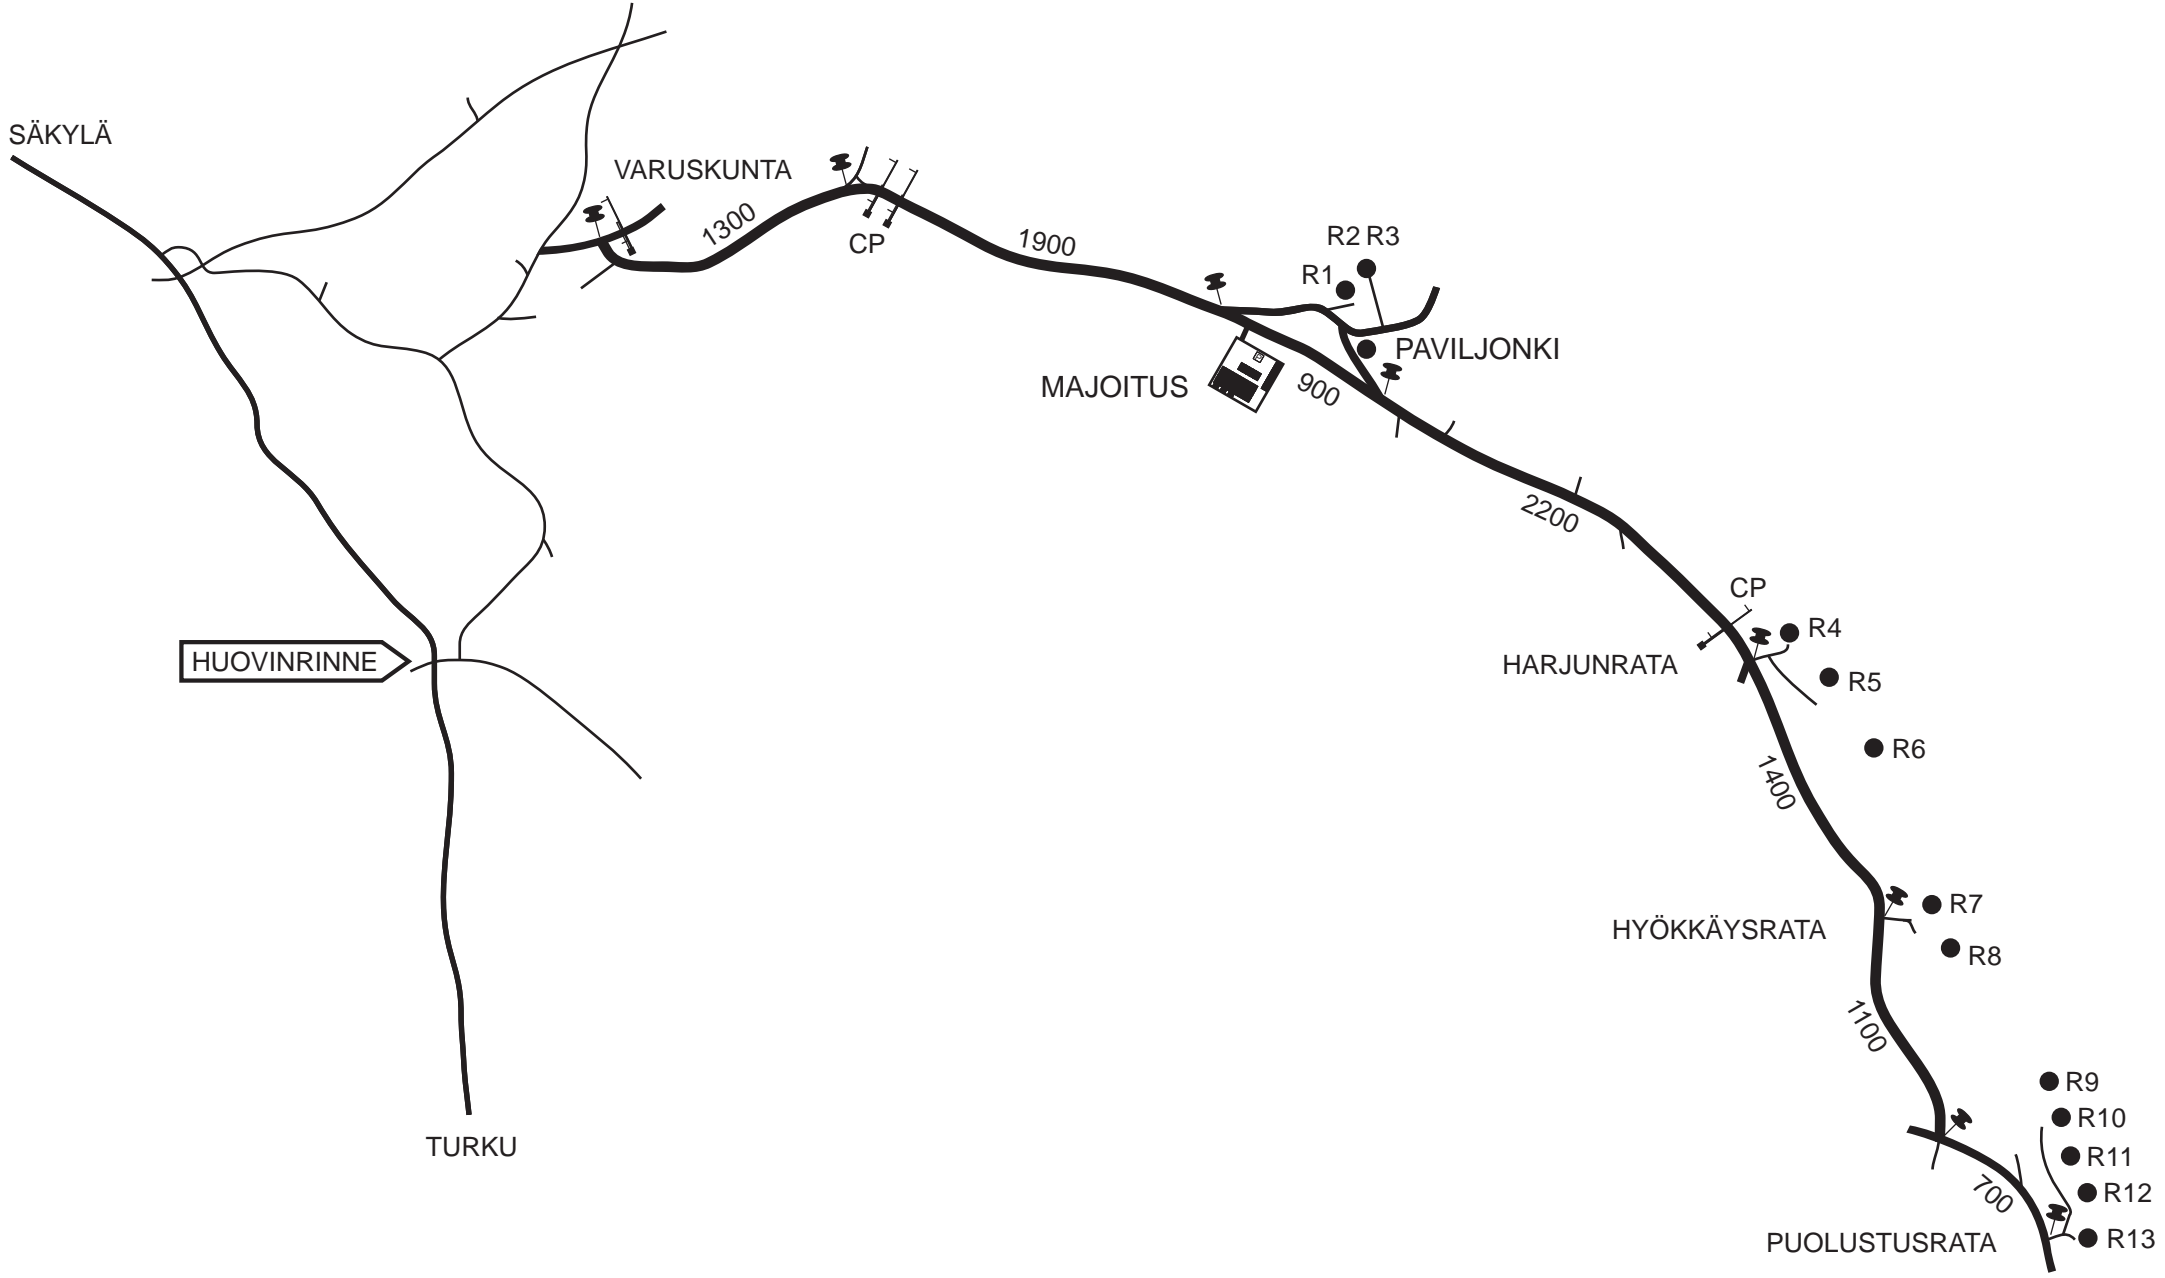 SÄKYLÄ
VARUSKUNTA
1300
CP
1900
R2 R3
R1
PAVILJONKI
MAJOITUS
900
2200
CP
R4
HARJUNRATA
HUOVINRINNE
R5
R6
1400
R7
HYÖKKÄYSRATA
R8
1100
R9
R10
TURKU
R11
R12
700
R13
PUOLUSTUSRATA